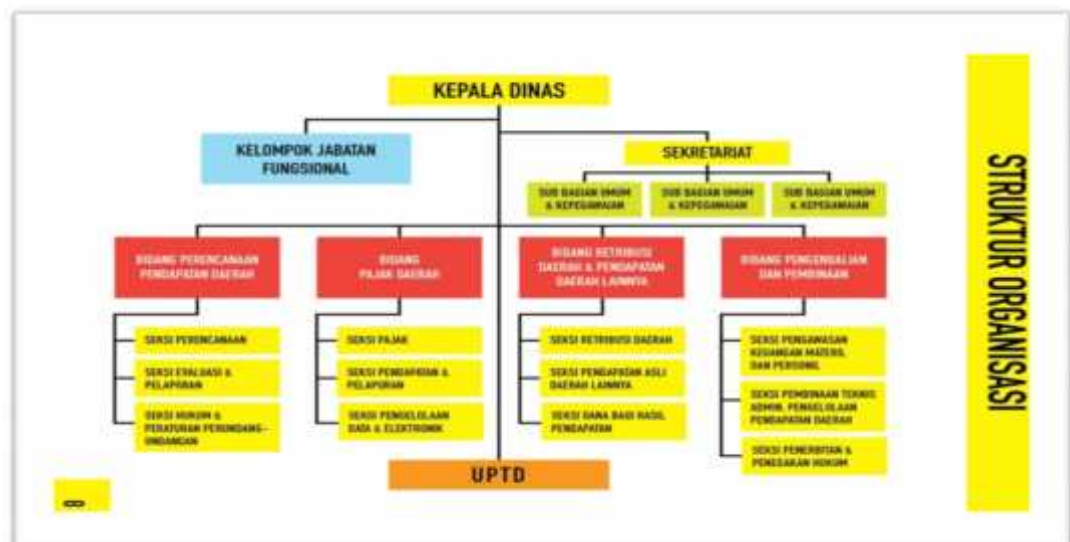 KEPALA DINAS
KELOMPOK JABATAN
FUNGSIONAL
SEKRETARIAT
SUB BAGIAN UMUM
& KEPEGAWAIAN
SUB BAGIAN UMUM
& KEPEGAWAIAN
SUB BAGIAN UMUM
& KEPEGAWAIAN
BIDANG PERENCANAAN
PENDAPATAN DAERAH
BIDANG
PAJAK DAERAH
BIDANG RETRIBUSI
DAERAH & PENDAPATAN
DAERAH LAINNYA
BIDANG PENGENDALIAN
DAN PEMBINAAN
SEKSI PERENCANAAN
SEKSI EVALUASI &
PELAPORAN
SEKSI HUKUM &
PERATURAN PERUNDANG-
UNDANGAN
SEKSI PAJAK
SEKSI PENDAPATAN &
PELAPORAN
SEKSI PENGELOLAAN
DATA & ELEKTRONIK
SEKSI RETRIBUSI DAERAH
SEKSI PENDAPATAN ASLI
DAERAH LAINNYA
SEKSI DANA BAGI HASIL
PENDAPATAN
SEKSI PENGAWASAN
KEUANGAN MATERIL
DAN PERSONIL
SEKSI PEMBINAAN TEKNIS
ADMIN. PENGELOLAAN
PENDAPATAN DAERAH
SEKSI PENERBITAN &
PENEGAKAN HUKUM
UPTD
STRUKTUR ORGANISASI
8